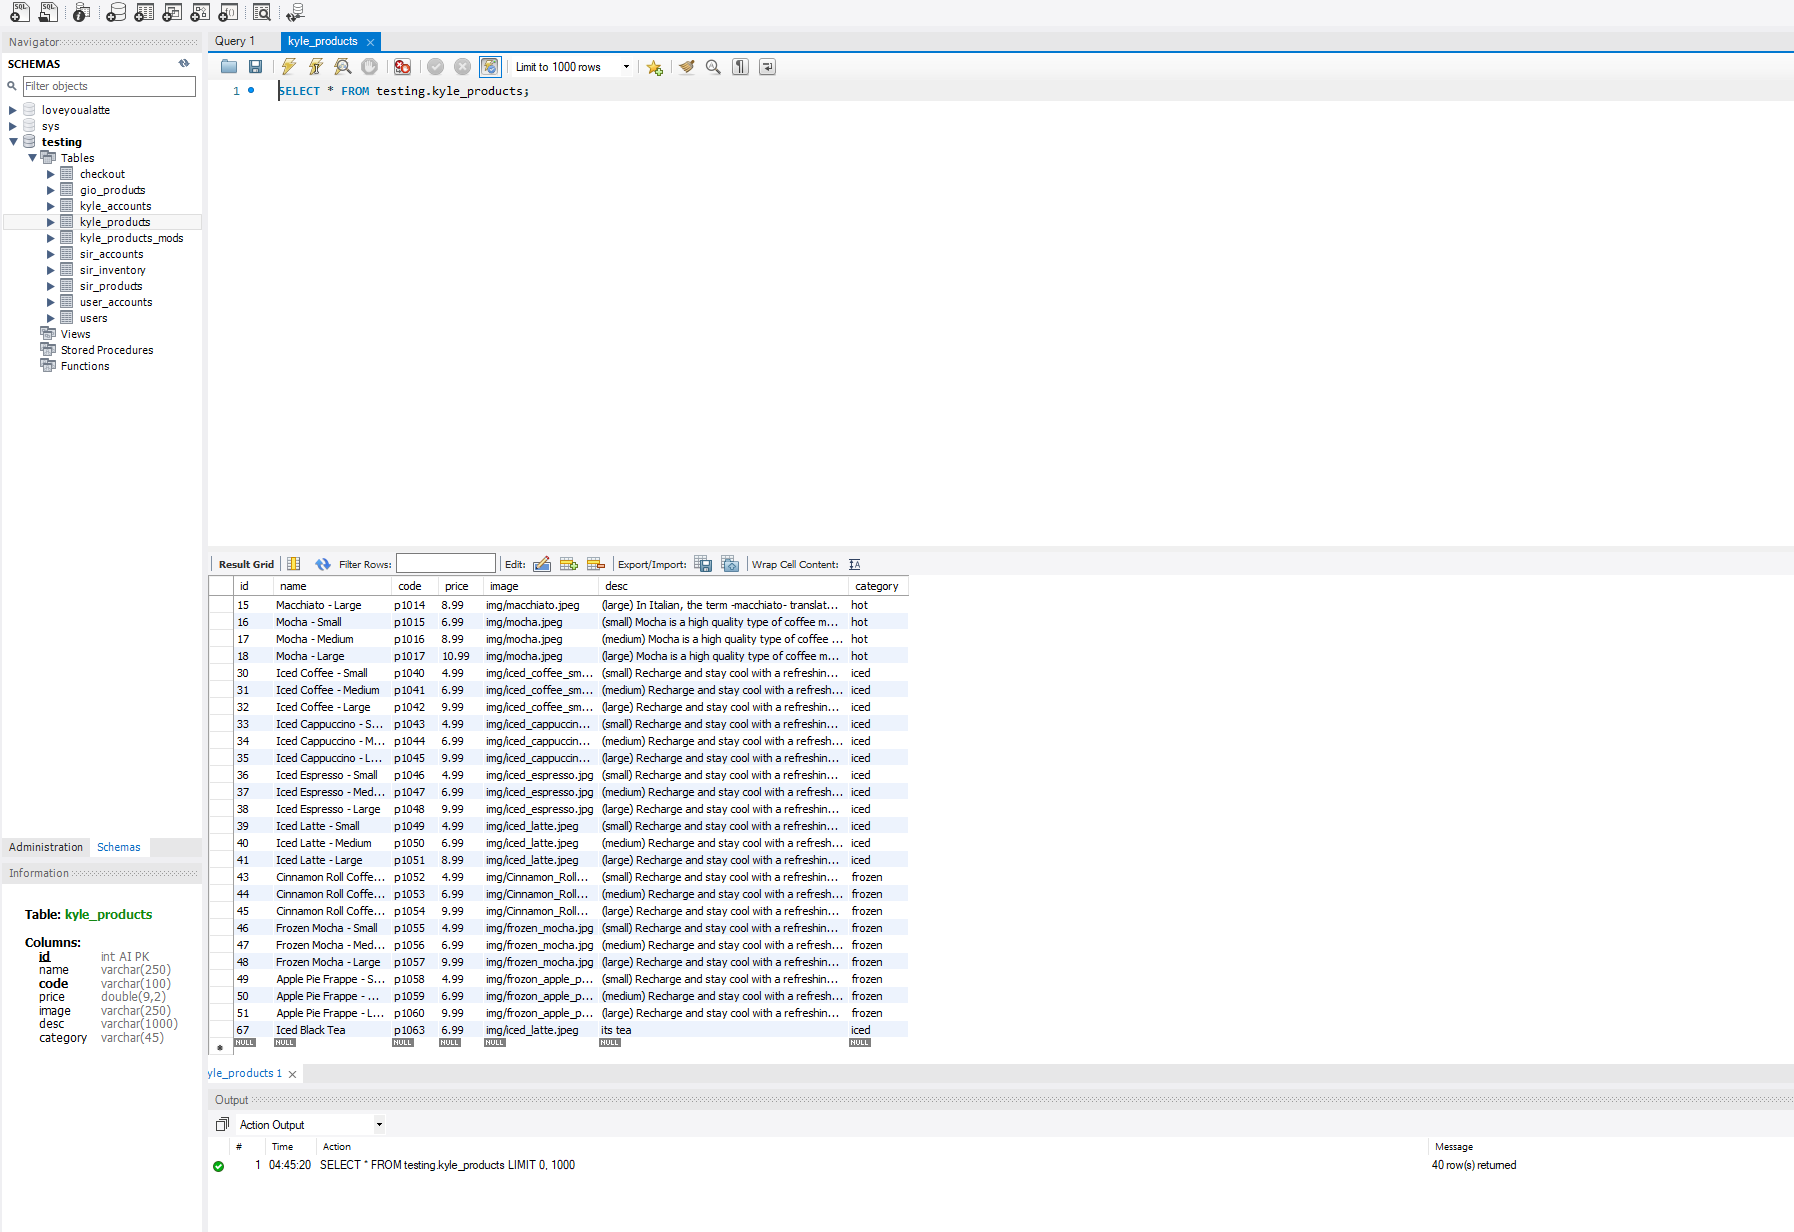 Navigator
Query 1
kyle_products
SCHEMAS
Filter objects
Limit to 1000 rows
1
SELECT * FROM testing.kyle_products;
loveyoualatte
sys
testing
Tables
checkout
gio_products
kyle_accounts
kyle_products
kyle_products_mods
sir_accounts
sir_inventory
sir_products
user_accounts
users
Views
Stored Procedures
Functions
Administration
Schemas
Information
Table: kyle_products
Columns:
id int AI PK
name varchar(250)
code varchar(100)
price double(9,2)
image varchar(250)
desc varchar(1000)
category varchar(45)
Result Grid Filter Rows: Edit: Export/Import: Wrap Cell Content:
id name code price image desc category
15 Macchiato - Large p1014 8.99 img/macchiato.jpeg (large) In Italian, the term -macchiato- translat... hot
16 Mocha - Small p1015 6.99 img/mocha.jpeg (small) Mocha is a high quality type of coffee m... hot
17 Mocha - Medium p1016 8.99 img/mocha.jpeg (medium) Mocha is a high quality type of coffee ... hot
18 Mocha - Large p1017 10.99 img/mocha.jpeg (large) Mocha is a high quality type of coffee m... hot
30 Iced Coffee - Small p1040 4.99 img/iced_coffee_sm... (small) Recharge and stay cool with a refreshin... iced
31 Iced Coffee - Medium p1041 6.99 img/iced_coffee_sm... (medium) Recharge and stay cool with a refresh... iced
32 Iced Coffee - Large p1042 9.99 img/iced_coffee_sm... (large) Recharge and stay cool with a refreshin... iced
33 Iced Cappuccino - S... p1043 4.99 img/iced_cappuccin... (small) Recharge and stay cool with a refreshin... iced
34 Iced Cappuccino - M... p1044 6.99 img/iced_cappuccin... (medium) Recharge and stay cool with a refresh... iced
35 Iced Cappuccino - L... p1045 9.99 img/iced_cappuccin... (large) Recharge and stay cool with a refreshin... iced
36 Iced Espresso - Small p1046 4.99 img/iced_espresso.jpg (small) Recharge and stay cool with a refreshin... iced
37 Iced Espresso - Med... p1047 6.99 img/iced_espresso.jpg (medium) Recharge and stay cool with a refresh... iced
38 Iced Espresso - Large p1048 9.99 img/iced_espresso.jpg (large) Recharge and stay cool with a refreshin... iced
39 Iced Latte - Small p1049 4.99 img/iced_latte.jpeg (small) Recharge and stay cool with a refreshin... iced
40 Iced Latte - Medium p1050 6.99 img/iced_latte.jpeg (medium) Recharge and stay cool with a refresh... iced
41 Iced Latte - Large p1051 8.99 img/iced_latte.jpeg (large) Recharge and stay cool with a refreshin... iced
43 Cinnamon Roll Coffe... p1052 4.99 img/Cinnamon_Roll... (small) Recharge and stay cool with a refreshin... frozen
44 Cinnamon Roll Coffe... p1053 6.99 img/Cinnamon_Roll... (medium) Recharge and stay cool with a refresh... frozen
45 Cinnamon Roll Coffe... p1054 9.99 img/Cinnamon_Roll... (large) Recharge and stay cool with a refreshin... frozen
46 Frozen Mocha - Small p1055 4.99 img/frozen_mocha.jpg (small) Recharge and stay cool with a refreshin... frozen
47 Frozen Mocha - Med... p1056 6.99 img/frozen_mocha.jpg (medium) Recharge and stay cool with a refresh... frozen
48 Frozen Mocha - Large p1057 9.99 img/frozen_mocha.jpg (large) Recharge and stay cool with a refreshin... frozen
49 Apple Pie Frappe - S... p1058 4.99 img/frozon_apple_p... (small) Recharge and stay cool with a refreshin... frozen
50 Apple Pie Frappe - ... p1059 6.99 img/frozon_apple_p... (medium) Recharge and stay cool with a refresh... frozen
51 Apple Pie Frappe - L... p1060 9.99 img/frozon_apple_p... (large) Recharge and stay cool with a refreshin... frozen
67 Iced Black Tea p1063 6.99 img/iced_latte.jpeg its tea iced
NULL NULL NULL NULL NULL NULL NULL
yle_products 1
Output
Action Output
# Time Action Message
1 04:45:20 SELECT * FROM testing.kyle_products LIMIT 0, 1000 40 row(s) returned